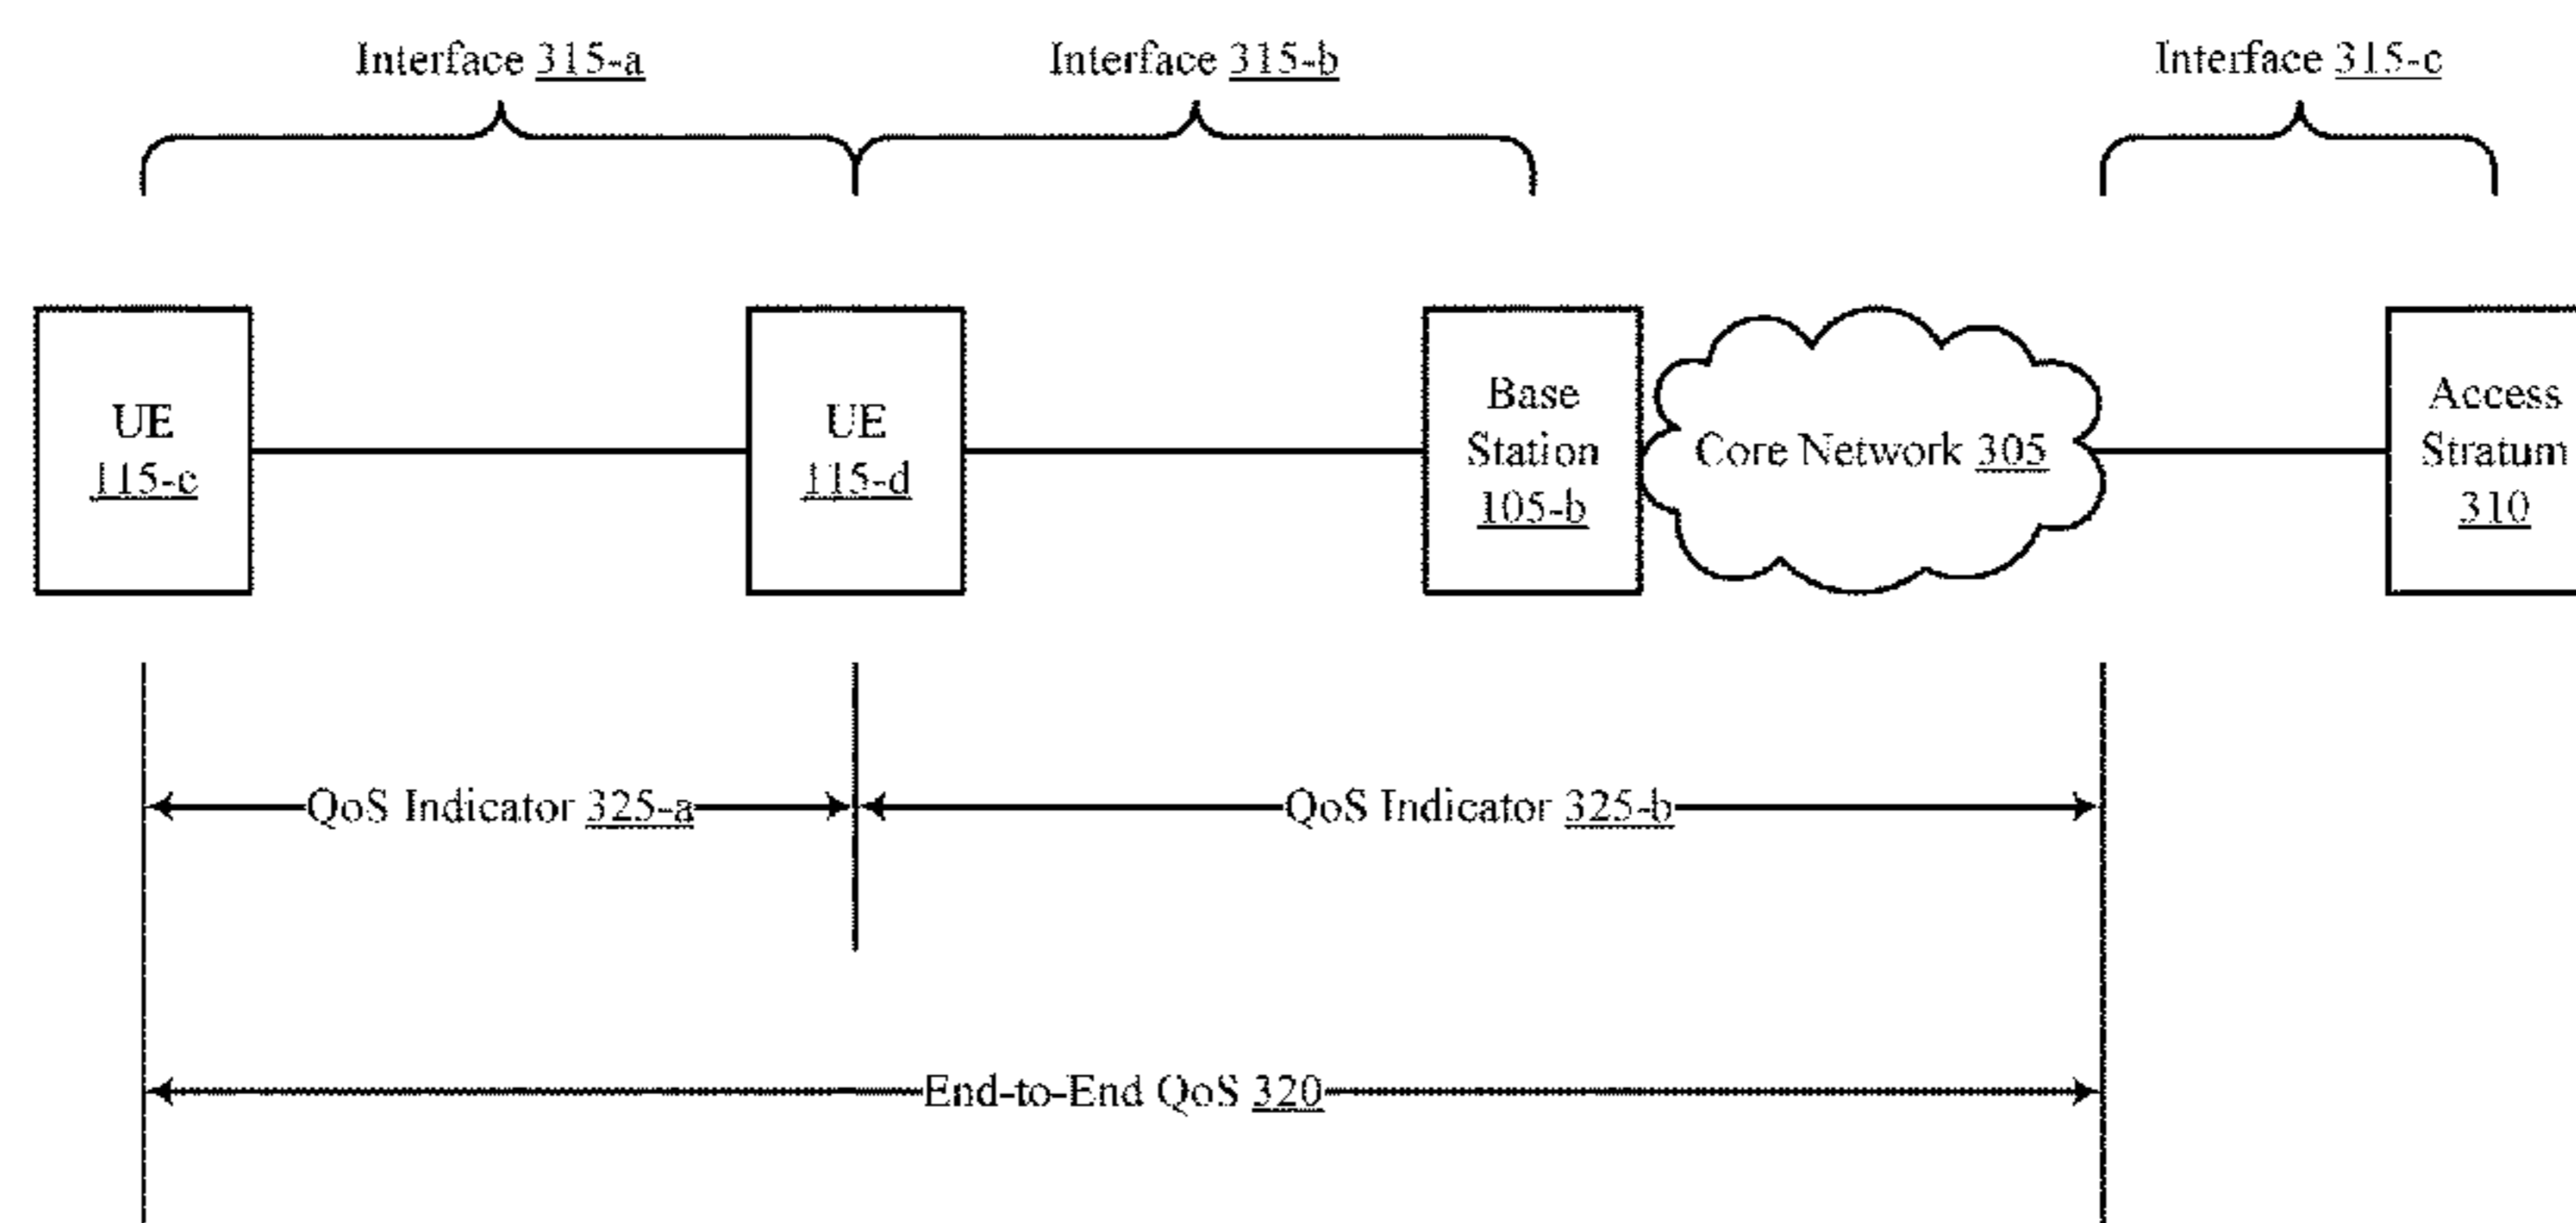 Interface 315-a
Interface 315-b
Interface 315-c
UE
115-c
UE
115-d
Base
Station
105-b
Core Network 305
Access
Stratum
310
QoS Indicator 325-a
QoS Indicator 325-b
End-to-End QoS 320